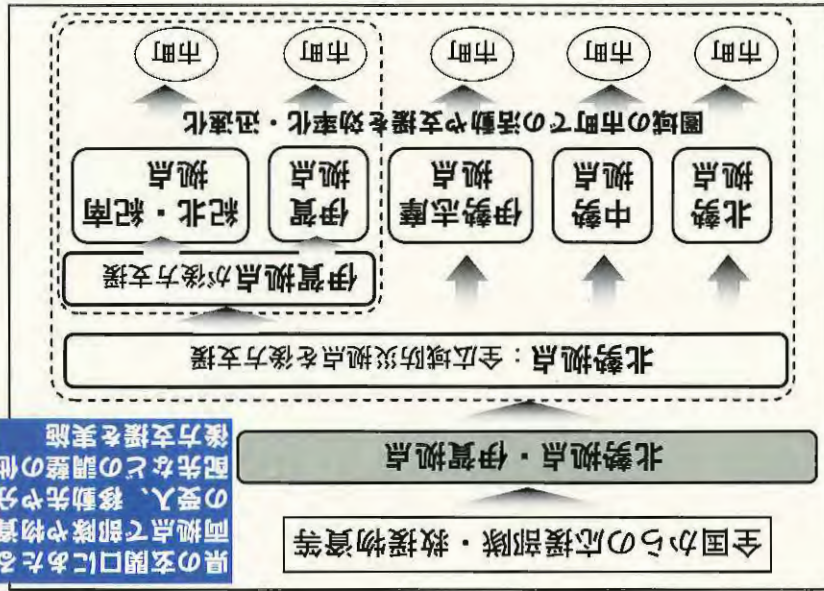 全国からの応援部隊・救援物資等
県の玄関口にあたる
両拠点で部隊や物資
の受入、移動先や分
配先などの調整の他
後方支援を実施
北勢拠点・伊賀拠点
北勢拠点：全広域防災拠点を後方支援
伊賀拠点が後方支援
北勢
拠点
中勢
拠点
伊勢志摩
拠点
伊賀
拠点
紀北・紀南
拠点
圏域の市町での活動や支援を効率化・迅速化
市町
市町
市町
市町
市町